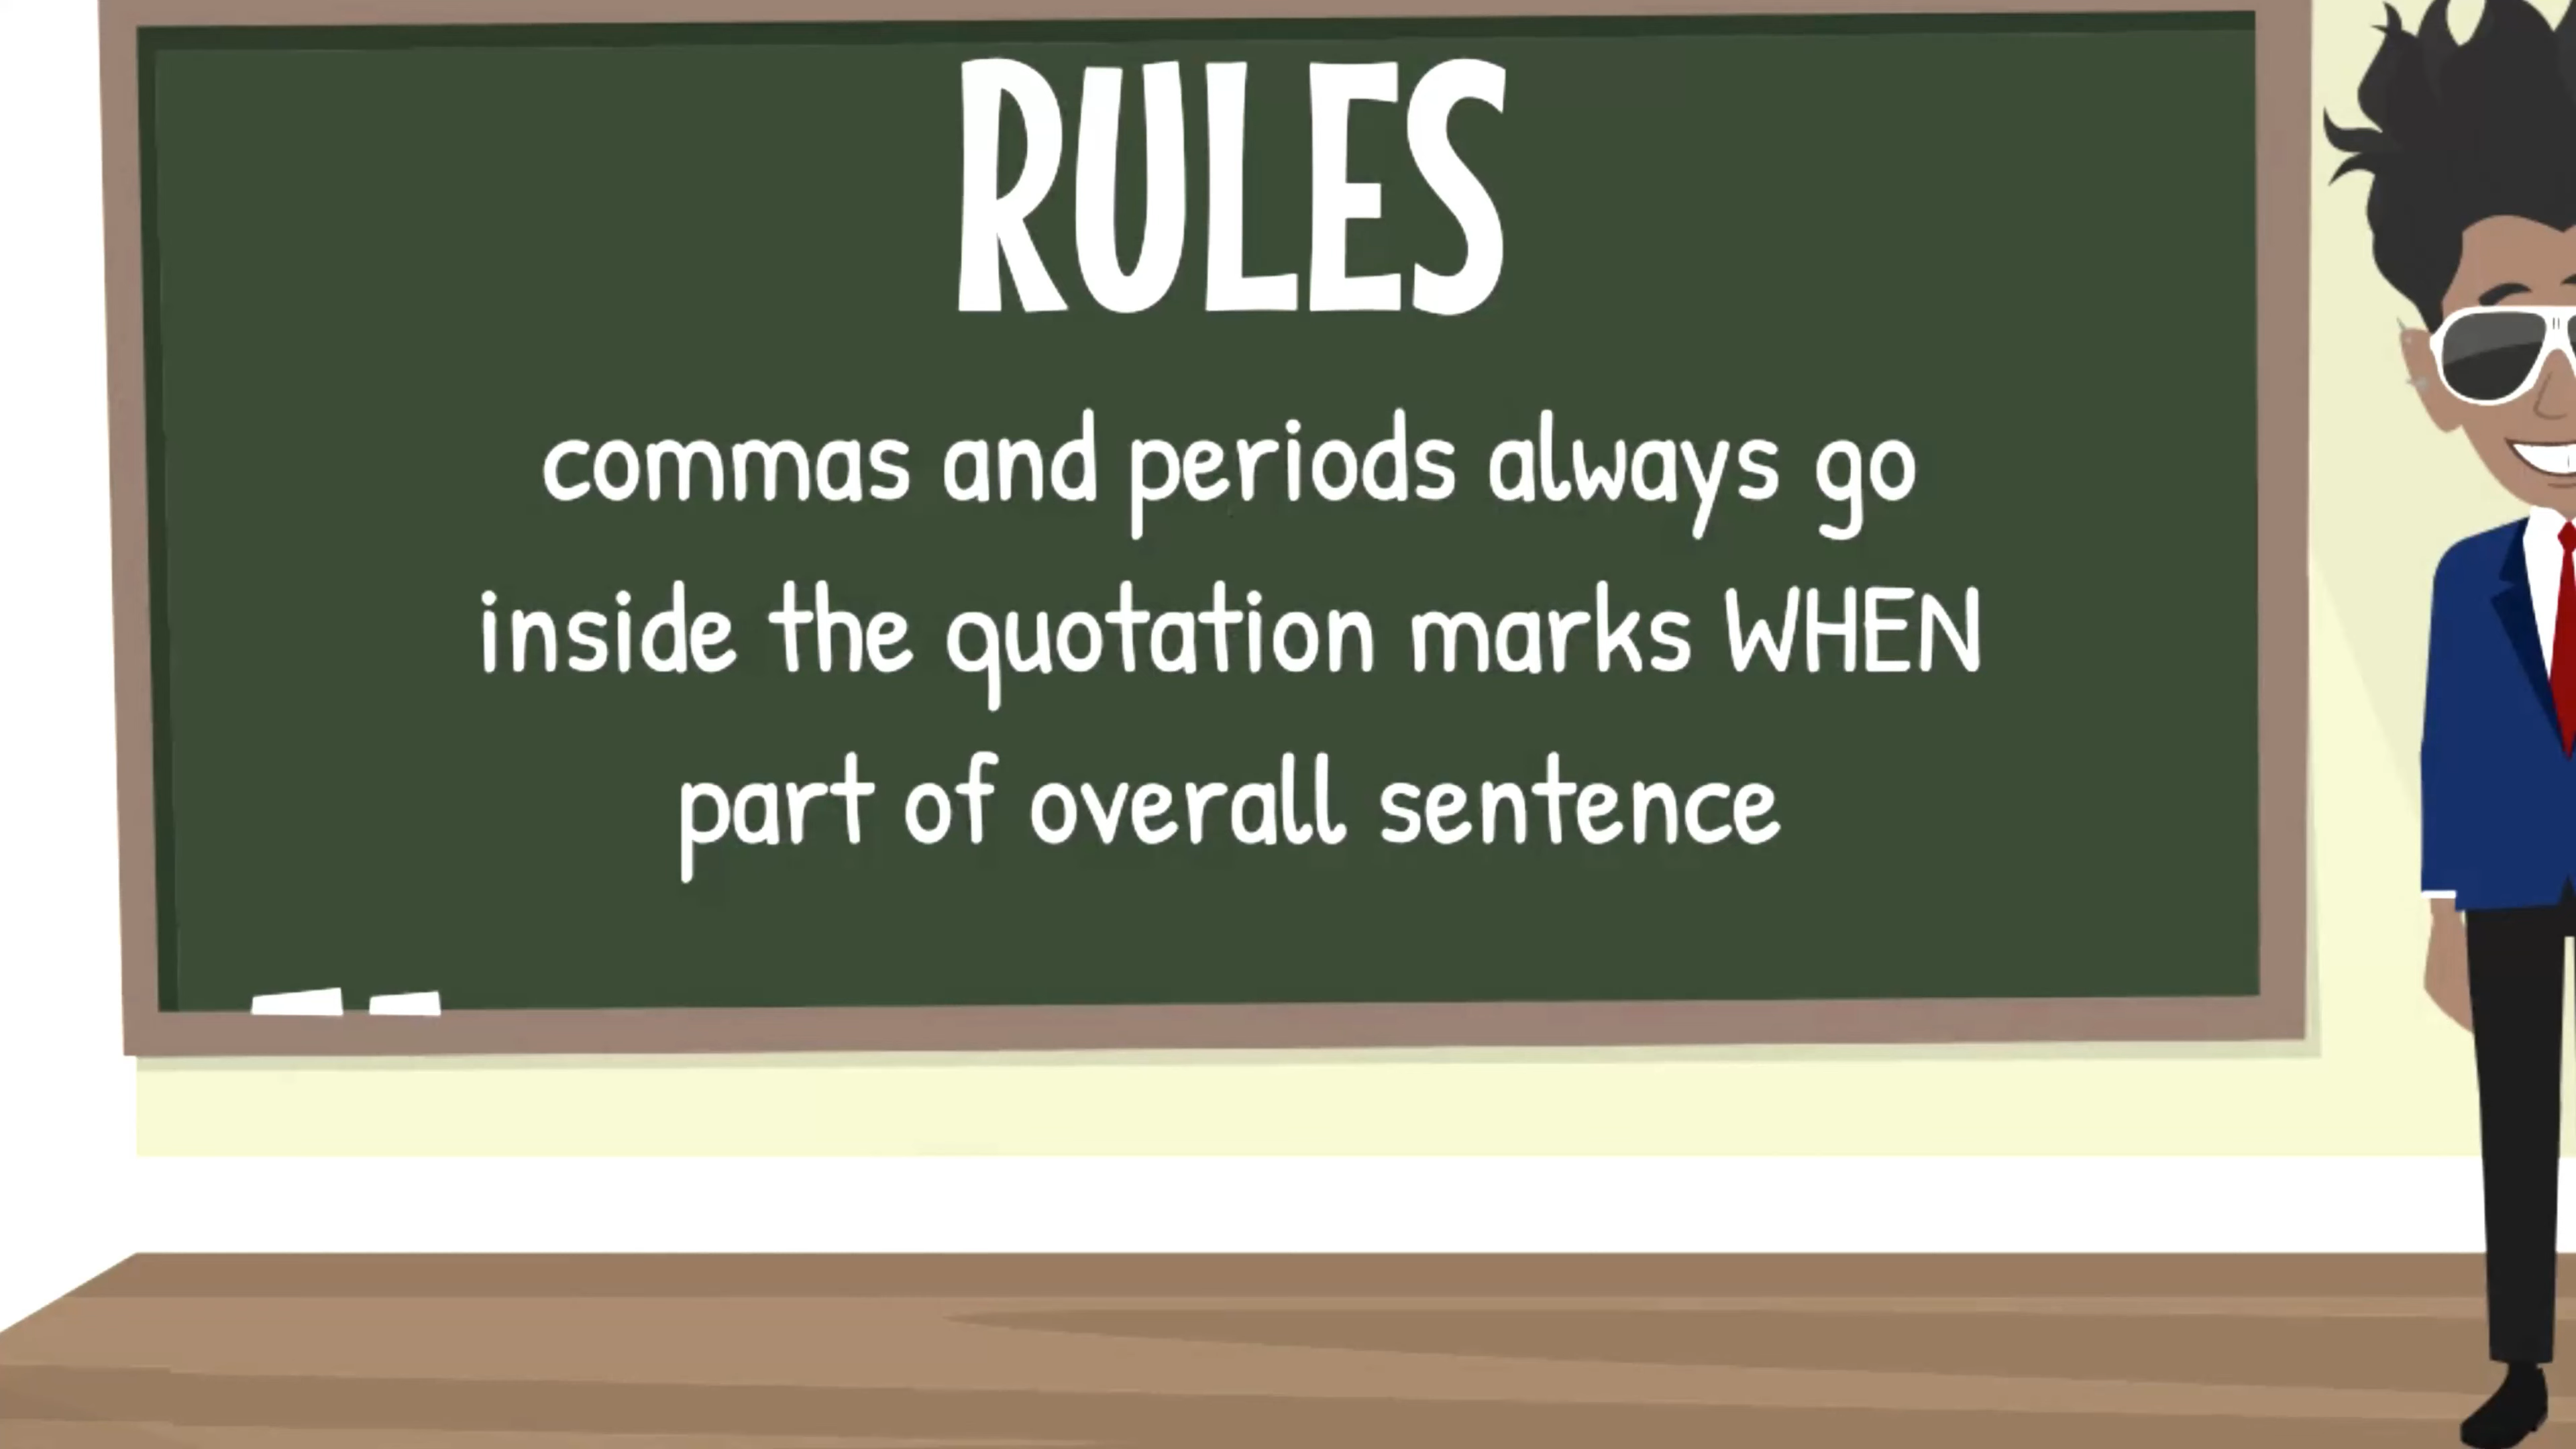 RULES
commas and periods always go
inside the quotation marks WHEN
part of overall sentence